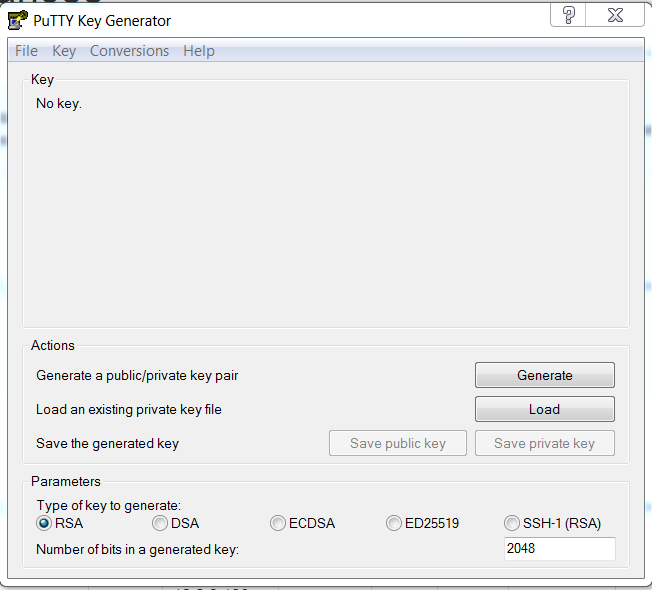 PuTTY Key Generator
File Key Conversions Help
Key
No key.
Actions
Generate a public/private key pair Generate
Load an existing private key file Load
Save the generated key Save public key Save private key
Parameters
Type of key to generate:
RSA DSA ECDSA ED25519 SSH-1 (RSA)
Number of bits in a generated key: 2048